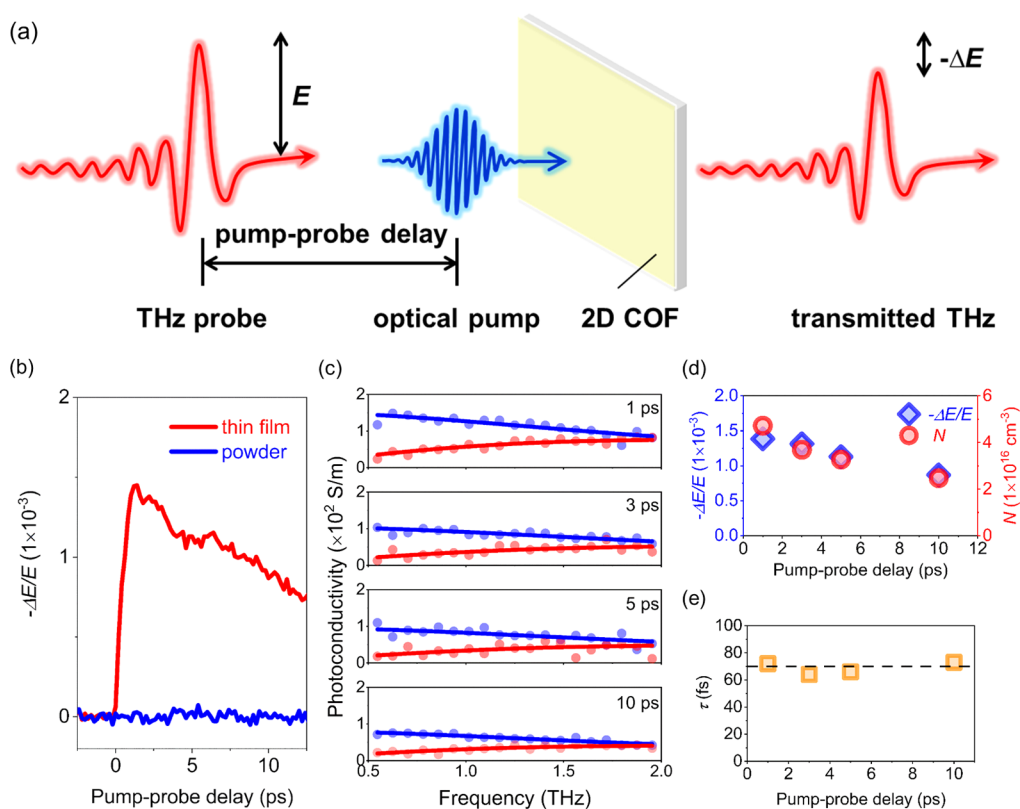 (a)
E
-ΔE
pump-probe delay
THz probe
optical pump
2D COF
transmitted THz
(b)
2
1
0
-ΔE/E (1×10⁻³)
thin film
powder
0 5 10
Pump-probe delay (ps)
(c)
Photoconductivity (×10² S/m)
2
1
0
1 ps
2
1
0
3 ps
2
1
0
5 ps
2
1
0
10 ps
0.5 1.0 1.5 2.0
Frequency (THz)
(d)
-ΔE/E (1×10⁻³)
2.0
1.5
1.0
0.5
0.0
-ΔE/E
N
6
4
2
0
N (1×10¹⁶ cm⁻³)
0 2 4 6 8 10 12
Pump-probe delay (ps)
(e)
τ (fs)
100
80
60
40
20
0
0 2 4 6 8 10
Pump-probe delay (ps)